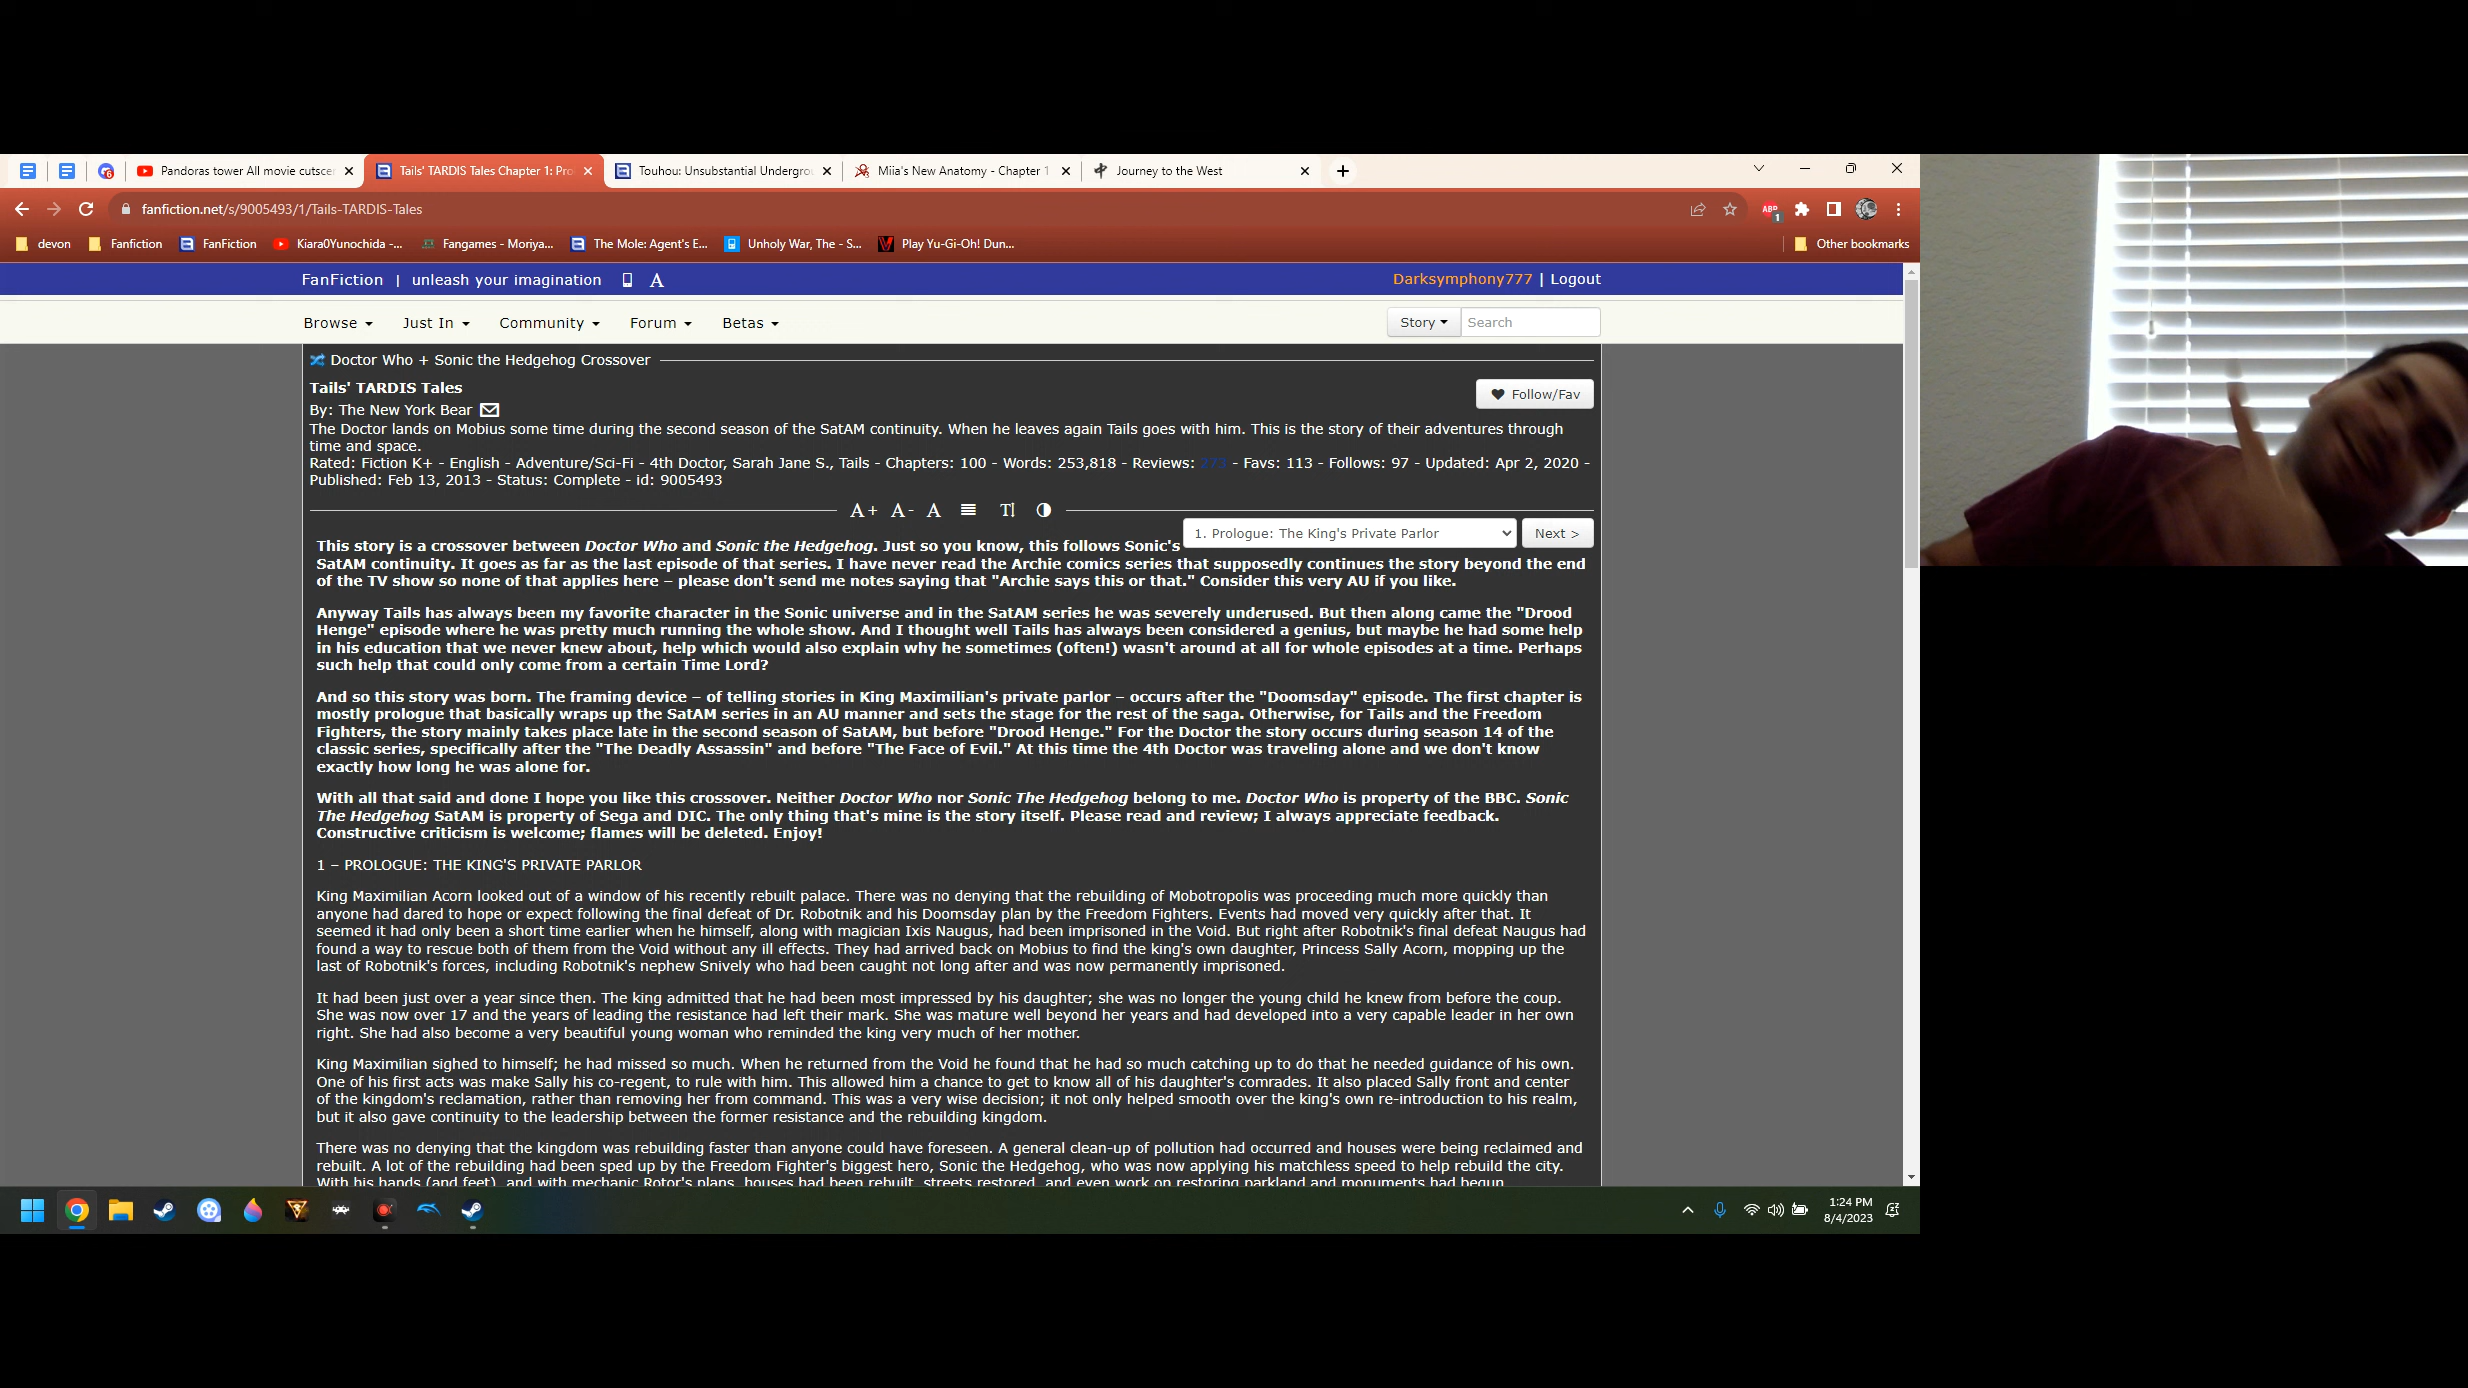 Pandoras tower All movie cutsce
Tails' TARDIS Tales Chapter 1: Pro
Touhou: Unsubstantial Undergrou
Miia's New Anatomy - Chapter 1
Journey to the West
fanfiction.net/s/9005493/1/Tails-TARDIS-Tales
ABP
1
devon
Fanfiction
FanFiction
Kiara0Yunochida -...
Fangames - Moriya...
The Mole: Agent's E...
Unholy War, The - S...
Play Yu-Gi-Oh! Dun...
Other bookmarks
FanFiction | unleash your imagination A
Darksymphony777 | Logout
Browse Just In Community Forum Betas
Story Search
Doctor Who + Sonic the Hedgehog Crossover
Tails' TARDIS Tales
Follow/Fav
By: The New York Bear
The Doctor lands on Mobius some time during the second season of the SatAM continuity. When he leaves again Tails goes with him. This is the story of their adventures through
time and space.
Rated: Fiction K+ - English - Adventure/Sci-Fi - 4th Doctor, Sarah Jane S., Tails - Chapters: 100 - Words: 253,818 - Reviews: 273 - Favs: 113 - Follows: 97 - Updated: Apr 2, 2020 -
Published: Feb 13, 2013 - Status: Complete - id: 9005493
A+ A- A
1. Prologue: The King's Private Parlor
Next >
This story is a crossover between Doctor Who and Sonic the Hedgehog. Just so you know, this follows Sonic's
SatAM continuity. It goes as far as the last episode of that series. I have never read the Archie comics series that supposedly continues the story beyond the end
of the TV show so none of that applies here – please don't send me notes saying that "Archie says this or that." Consider this very AU if you like.
Anyway Tails has always been my favorite character in the Sonic universe and in the SatAM series he was severely underused. But then along came the "Drood
Henge" episode where he was pretty much running the whole show. And I thought well Tails has always been considered a genius, but maybe he had some help
in his education that we never knew about, help which would also explain why he sometimes (often!) wasn't around at all for whole episodes at a time. Perhaps
such help that could only come from a certain Time Lord?
And so this story was born. The framing device – of telling stories in King Maximilian's private parlor – occurs after the "Doomsday" episode. The first chapter is
mostly prologue that basically wraps up the SatAM series in an AU manner and sets the stage for the rest of the saga. Otherwise, for Tails and the Freedom
Fighters, the story mainly takes place late in the second season of SatAM, but before "Drood Henge." For the Doctor the story occurs during season 14 of the
classic series, specifically after the "The Deadly Assassin" and before "The Face of Evil." At this time the 4th Doctor was traveling alone and we don't know
exactly how long he was alone for.
With all that said and done I hope you like this crossover. Neither Doctor Who nor Sonic The Hedgehog belong to me. Doctor Who is property of the BBC. Sonic
The Hedgehog SatAM is property of Sega and DIC. The only thing that's mine is the story itself. Please read and review; I always appreciate feedback.
Constructive criticism is welcome; flames will be deleted. Enjoy!
1 – PROLOGUE: THE KING'S PRIVATE PARLOR
King Maximilian Acorn looked out of a window of his recently rebuilt palace. There was no denying that the rebuilding of Mobotropolis was proceeding much more quickly than
anyone had dared to hope or expect following the final defeat of Dr. Robotnik and his Doomsday plan by the Freedom Fighters. Events had moved very quickly after that. It
seemed it had only been a short time earlier when he himself, along with magician Ixis Naugus, had been imprisoned in the Void. But right after Robotnik's final defeat Naugus had
found a way to rescue both of them from the Void without any ill effects. They had arrived back on Mobius to find the king's own daughter, Princess Sally Acorn, mopping up the
last of Robotnik's forces, including Robotnik's nephew Snively who had been caught not long after and was now permanently imprisoned.
It had been just over a year since then. The king admitted that he had been most impressed by his daughter; she was no longer the young child he knew from before the coup.
She was now over 17 and the years of leading the resistance had left their mark. She was mature well beyond her years and had developed into a very capable leader in her own
right. She had also become a very beautiful young woman who reminded the king very much of her mother.
King Maximilian sighed to himself; he had missed so much. When he returned from the Void he found that he had so much catching up to do that he needed guidance of his own.
One of his first acts was make Sally his co-regent, to rule with him. This allowed him a chance to get to know all of his daughter's comrades. It also placed Sally front and center
of the kingdom's reclamation, rather than removing her from command. This was a very wise decision; it not only helped smooth over the king's own re-introduction to his realm,
but it also gave continuity to the leadership between the former resistance and the rebuilding kingdom.
There was no denying that the kingdom was rebuilding faster than anyone could have foreseen. A general clean-up of pollution had occurred and houses were being reclaimed and
rebuilt. A lot of the rebuilding had been sped up by the Freedom Fighter's biggest hero, Sonic the Hedgehog, who was now applying his matchless speed to help rebuild the city.
With his hands (and feet), and with mechanic Rotor's plans, houses had been rebuilt, streets restored, and even work on restoring parkland and monuments had begun.
1:24 PM
8/4/2023